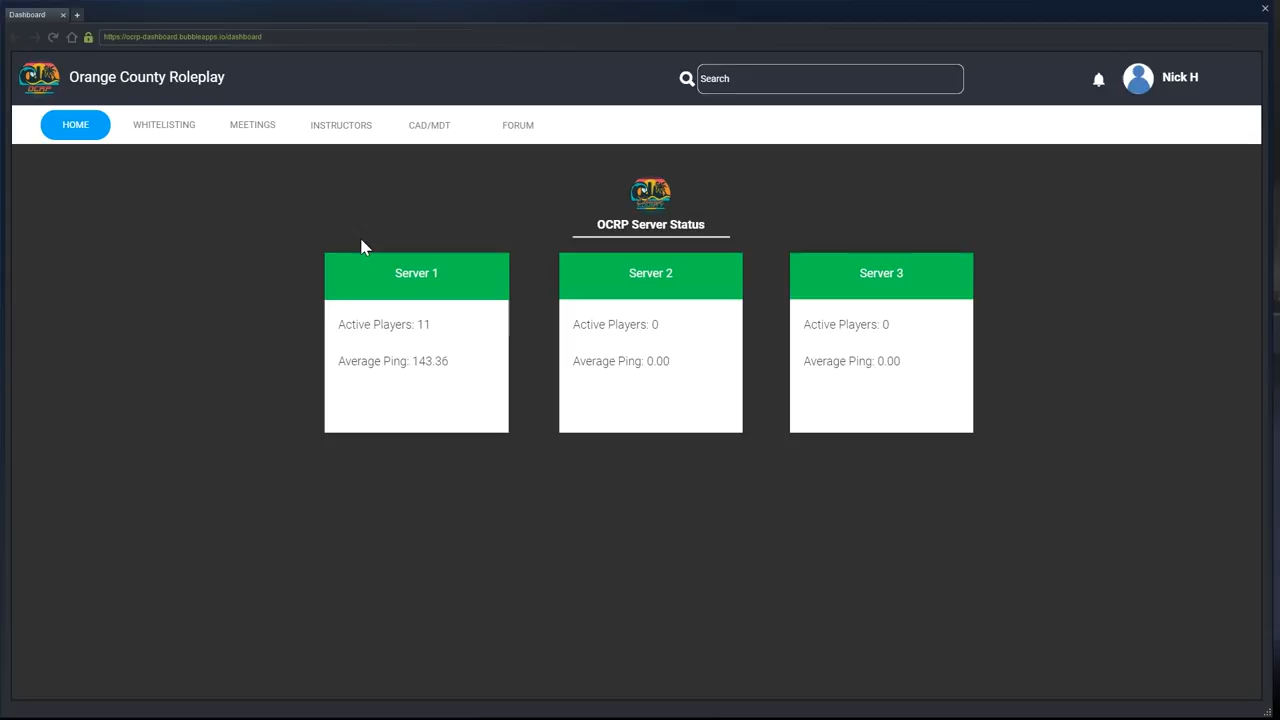 Dashboard
https://ocrp-dashboard.bubbleapps.io/dashboard
OCRP
Orange County Roleplay
Search
Nick H
HOME WHITELISTING MEETINGS INSTRUCTORS CAD/MDT FORUM
OCRP Server Status
Server 1 Server 2 Server 3
Active Players: 11 Active Players: 0 Active Players: 0
Average Ping: 143.36 Average Ping: 0.00 Average Ping: 0.00